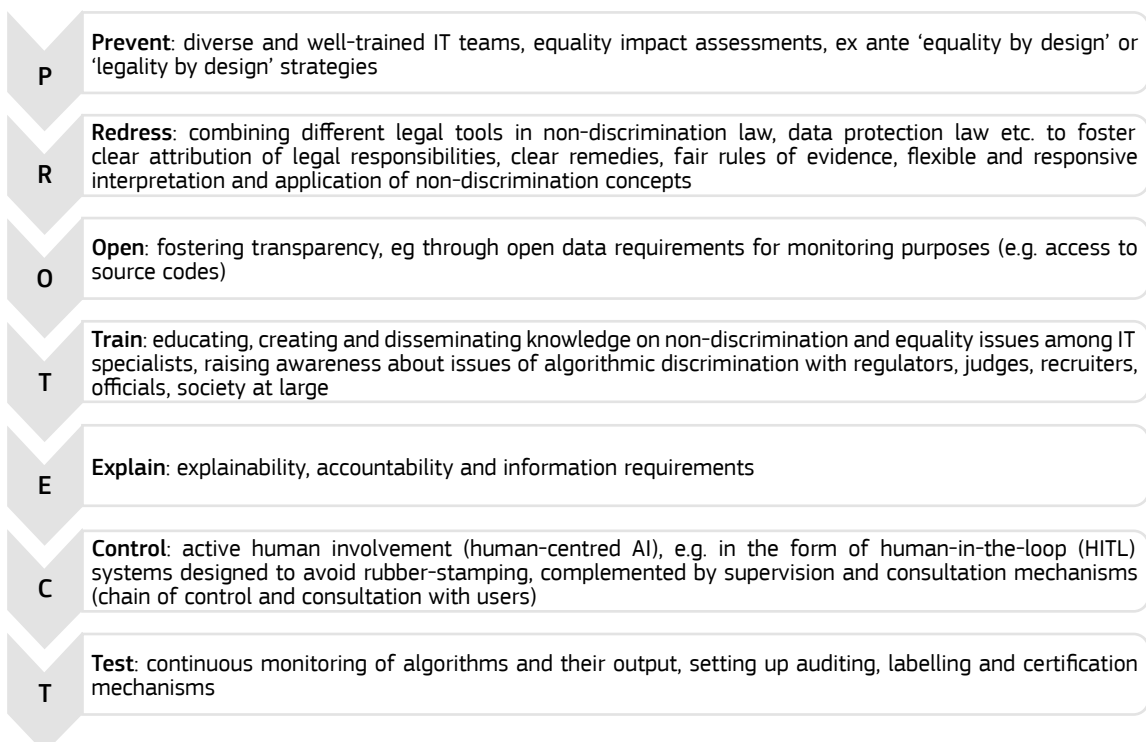 P
Prevent: diverse and well-trained IT teams, equality impact assessments, ex ante ‘equality by design’ or
‘legality by design’ strategies
R
Redress: combining different legal tools in non-discrimination law, data protection law etc. to foster
clear attribution of legal responsibilities, clear remedies, fair rules of evidence, flexible and responsive
interpretation and application of non-discrimination concepts
O
Open: fostering transparency, eg through open data requirements for monitoring purposes (e.g. access to
source codes)
T
Train: educating, creating and disseminating knowledge on non-discrimination and equality issues among IT
specialists, raising awareness about issues of algorithmic discrimination with regulators, judges, recruiters,
officials, society at large
E
Explain: explainability, accountability and information requirements
C
Control: active human involvement (human-centred AI), e.g. in the form of human-in-the-loop (HITL)
systems designed to avoid rubber-stamping, complemented by supervision and consultation mechanisms
(chain of control and consultation with users)
T
Test: continuous monitoring of algorithms and their output, setting up auditing, labelling and certification
mechanisms